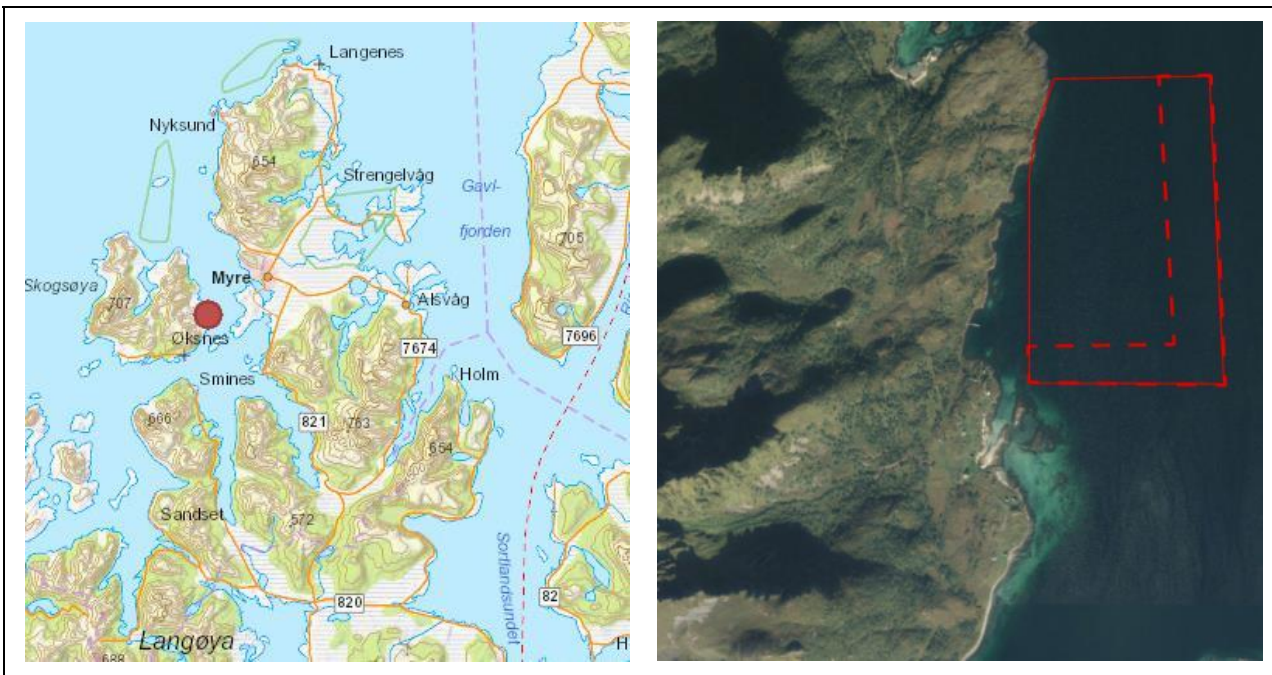 Langenes
Nyksund
654
Strengelvåg
Gavl-
fjorden
705
Skogsøya
Myre
707
Alsvåg
Øksnes
7696
7674
Smines
Holm
666
821
763
654
Sandset
572
Sortlandsundet
820
82
Langøya
688
H